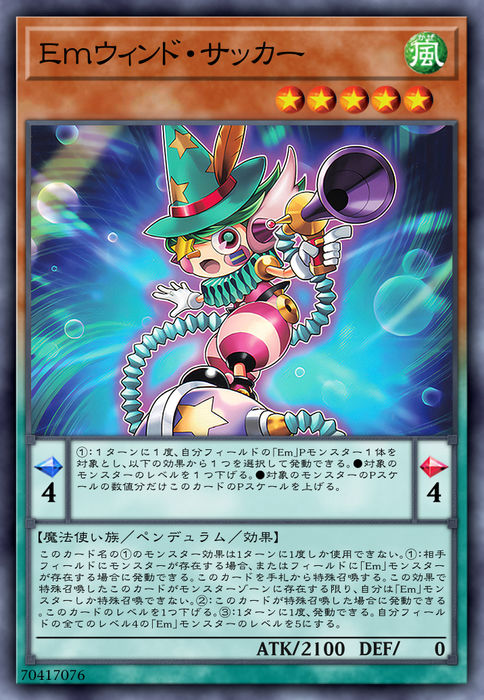 Emウィンド・サッカー
かぜ
風
①：１ターンに１度、自分フィールドの「Em」Pモンスター１体を
対象とし、以下の効果から１つを選択して発動できる。●対象の
モンスターのレベルを１つ下げる。●対象のモンスターのPスケ
ールの数値分だけこのカードのPスケールを上げる。
4
4
【魔法使い族／ペンデュラム／効果】
このカード名の①のモンスター効果は1ターンに1度しか使用できない。①：相手
フィールドにモンスターが存在する場合、またはフィールドに「Em」モンスター
が存在する場合に発動できる。このカードを手札から特殊召喚する。この効果で
特殊召喚したこのカードがモンスターゾーンに存在する限り、自分は「Em」モン
スターしか特殊召喚できない。②：このカードが特殊召喚した場合に発動できる
。このカードのレベルを1つ下げる。③：1ターンに1度、発動できる。自分フィール
ドの全てのレベル4の「Em」モンスターのレベルを5にする。
ATK/2100 DEF/ 0
70417076